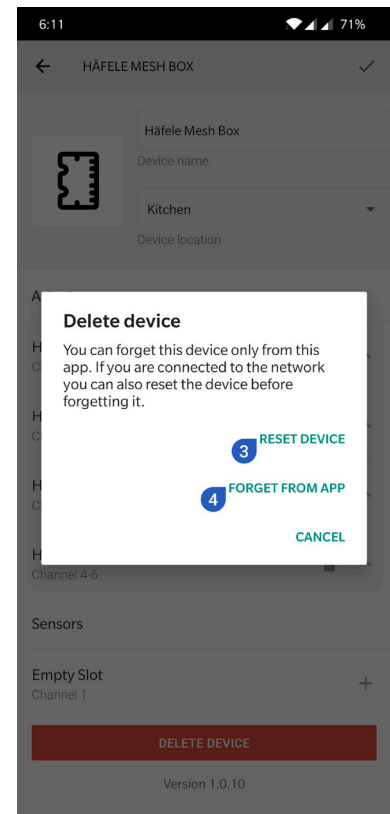 6:11
71%
HÄFELE MESH BOX
Häfele Mesh Box
Device name
Kitchen
Device location
A
Delete device
You can forget this device only from this
app. If you are connected to the network
you can also reset the device before
forgetting it.
3 RESET DEVICE
4 FORGET FROM APP
CANCEL
H
C
H
C
H
C
H
Channel 4-6
Sensors
Empty Slot
Channel 1
DELETE DEVICE
Version 1.0.10